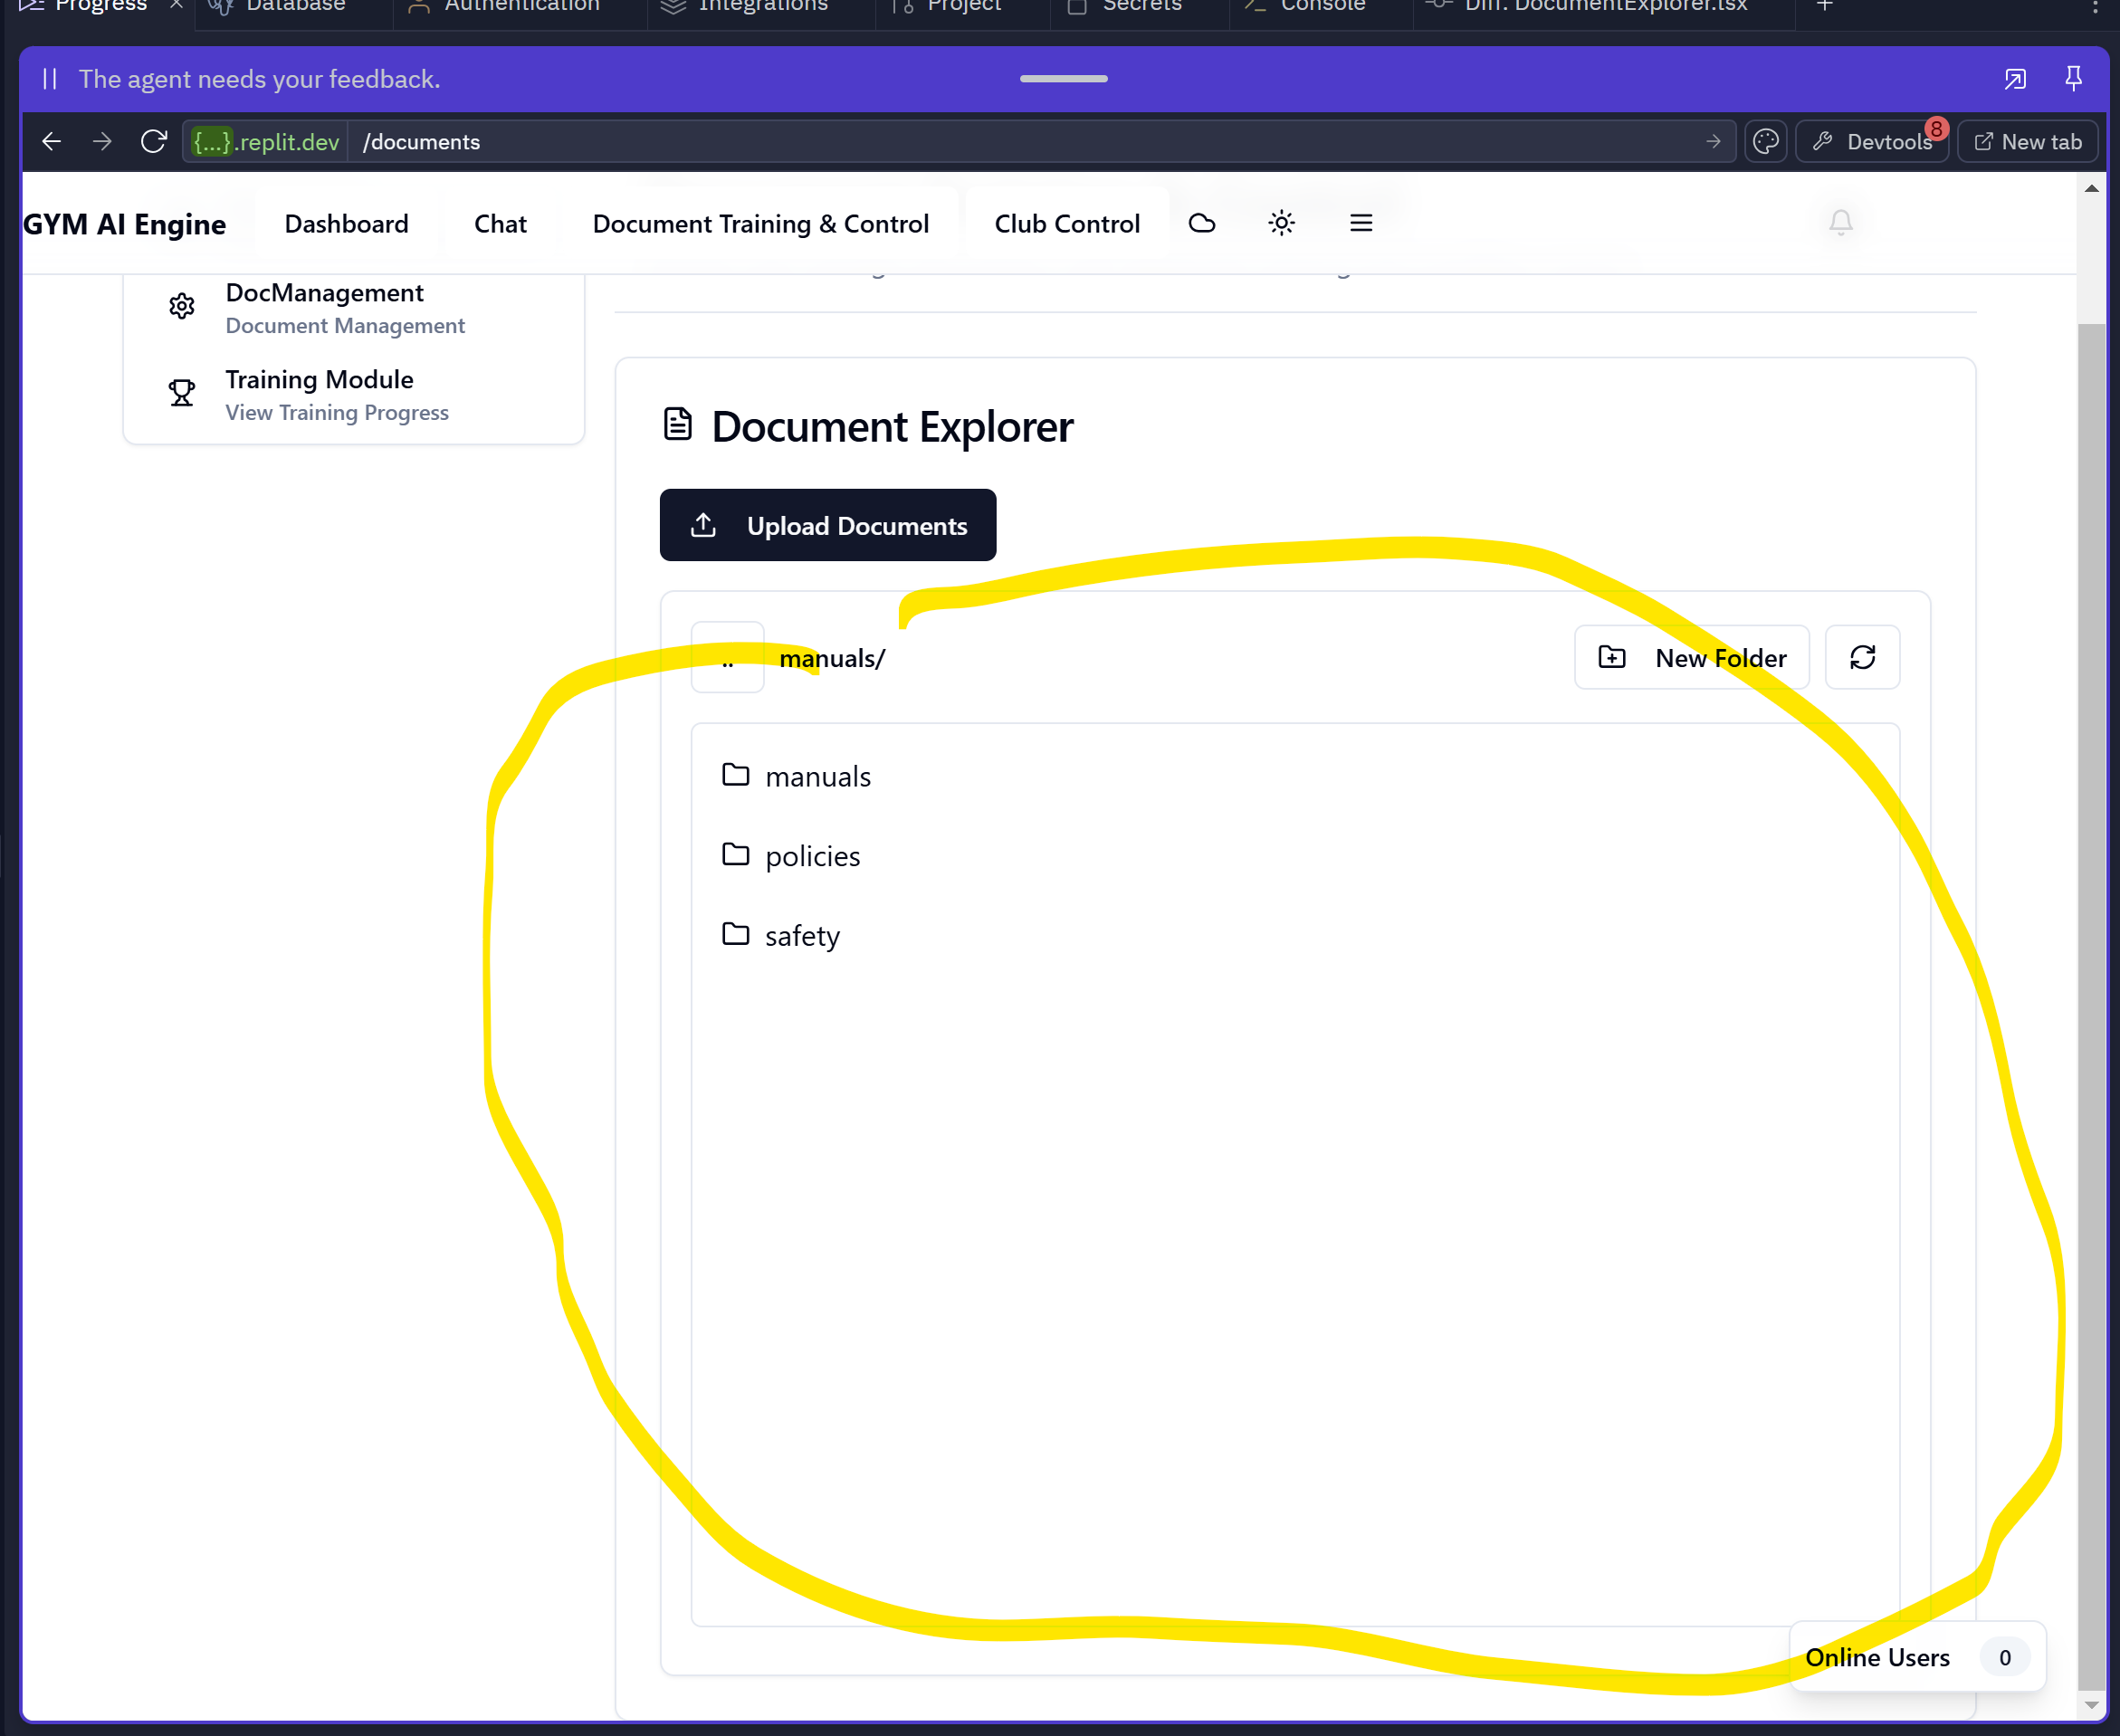 Progress Database Authentication Integrations Project Secrets Console Diff: DocumentExplorer.tsx
The agent needs your feedback.
{...}.replit.dev /documents Devtools 8 New tab
GYM AI Engine Dashboard Chat Document Training & Control Club Control
DocManagement
Document Management
Training Module
View Training Progress
Document Explorer
Upload Documents
.. manuals/ New Folder
manuals
policies
safety
Online Users 0